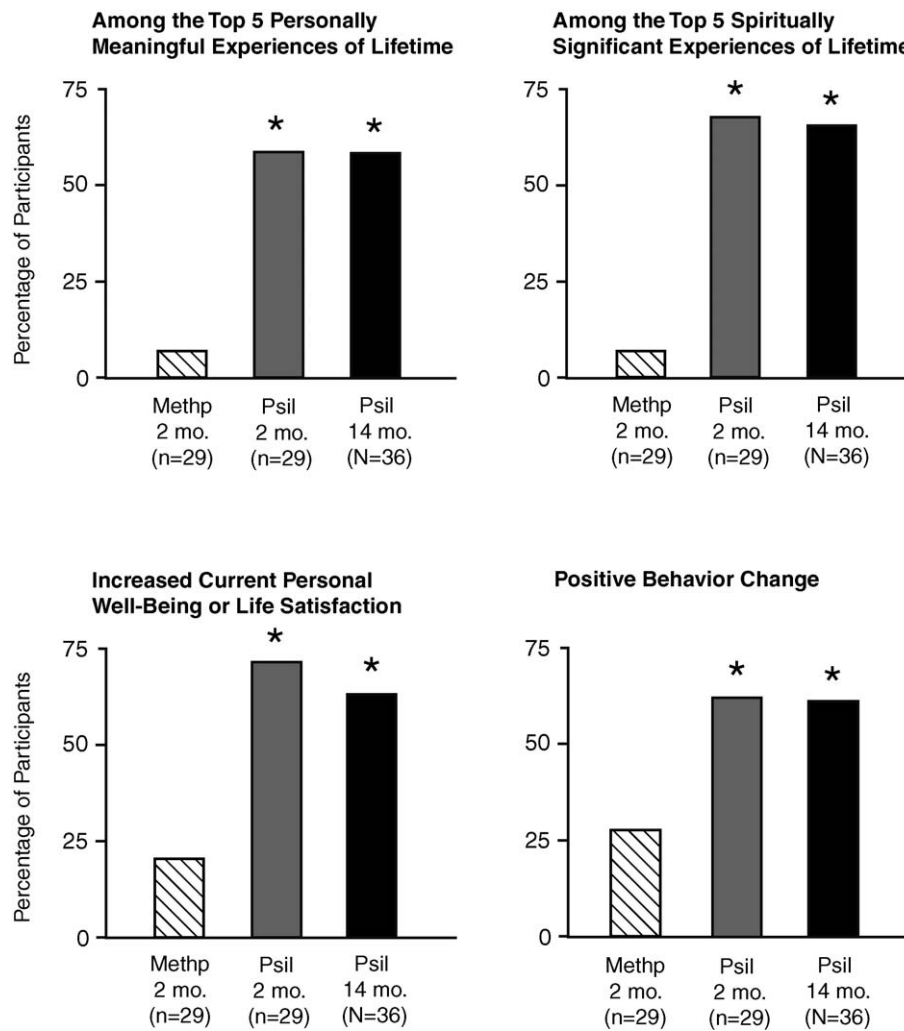 Among the Top 5 Personally
Meaningful Experiences of Lifetime
Percentage of Participants
75
50
25
0
*
*
Methp
2 mo.
(n=29)
Psil
2 mo.
(n=29)
Psil
14 mo.
(N=36)
Among the Top 5 Spiritually
Significant Experiences of Lifetime
75
50
25
0
*
*
Methp
2 mo.
(n=29)
Psil
2 mo.
(n=29)
Psil
14 mo.
(N=36)
Increased Current Personal
Well-Being or Life Satisfaction
Percentage of Participants
75
50
25
0
*
*
Methp
2 mo.
(n=29)
Psil
2 mo.
(n=29)
Psil
14 mo.
(N=36)
Positive Behavior Change
75
50
25
0
*
*
Methp
2 mo.
(n=29)
Psil
2 mo.
(n=29)
Psil
14 mo.
(N=36)